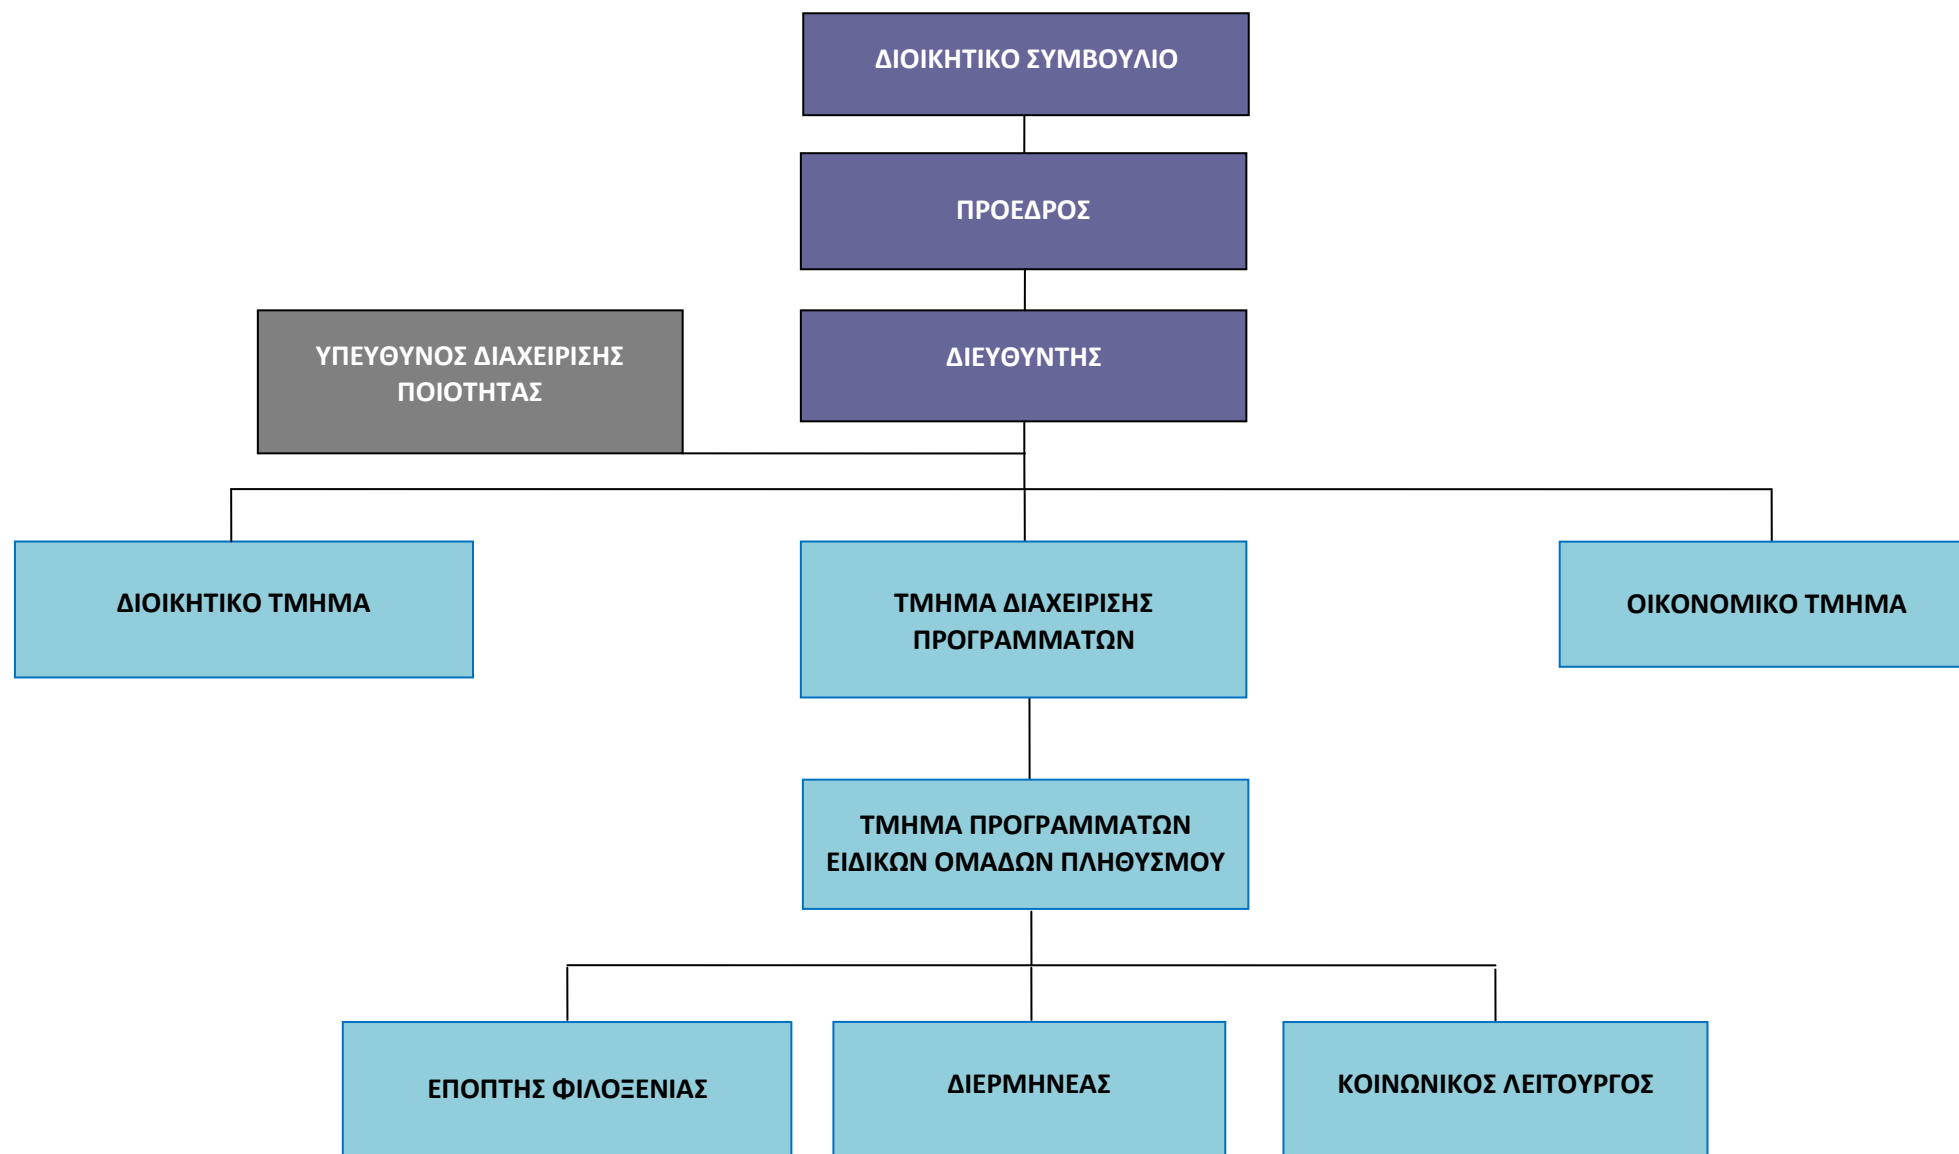 ΔΙΟΙΚΗΤΙΚΟ ΣΥΜΒΟΥΛΙΟ
ΠΡΟΕΔΡΟΣ
ΥΠΕΥΘΥΝΟΣ ΔΙΑΧΕΙΡΙΣΗΣ
ΠΟΙΟΤΗΤΑΣ
ΔΙΕΥΘΥΝΤΗΣ
ΔΙΟΙΚΗΤΙΚΟ ΤΜΗΜΑ
ΤΜΗΜΑ ΔΙΑΧΕΙΡΙΣΗΣ
ΠΡΟΓΡΑΜΜΑΤΩΝ
ΟΙΚΟΝΟΜΙΚΟ ΤΜΗΜΑ
ΤΜΗΜΑ ΠΡΟΓΡΑΜΜΑΤΩΝ
ΕΙΔΙΚΩΝ ΟΜΑΔΩΝ ΠΛΗΘΥΣΜΟΥ
ΕΠΟΠΤΗΣ ΦΙΛΟΞΕΝΙΑΣ
ΔΙΕΡΜΗΝΕΑΣ
ΚΟΙΝΩΝΙΚΟΣ ΛΕΙΤΟΥΡΓΟΣ